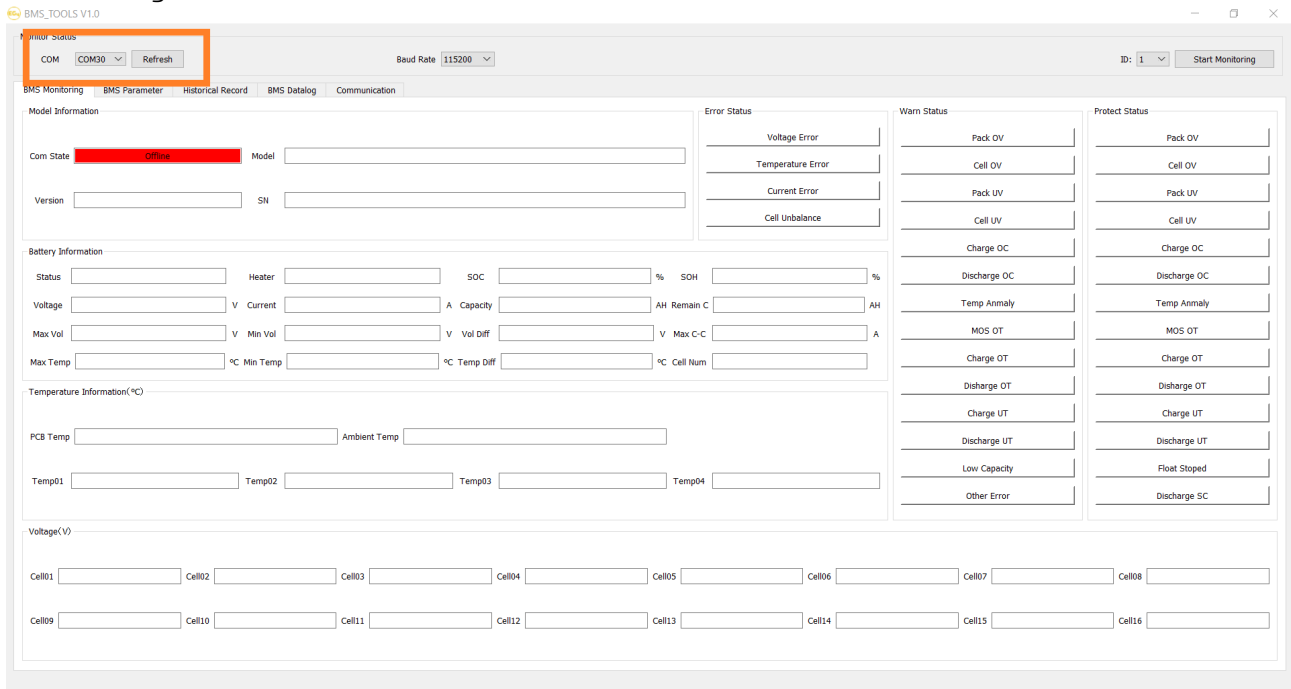 BMS_TOOLS V1.0
Monitor Status
COM COM30 Refresh Baud Rate 115200 ID: 1 Start Monitoring
BMS Monitoring BMS Parameter Historical Record BMS Datalog Communication
Model Information Error Status Warn Status Protect Status
Voltage Error Pack OV Pack OV
Com State Offline Model Temperature Error Cell OV Cell OV
Current Error Pack UV Pack UV
Version SN
Cell Unbalance Cell UV Cell UV
Battery Information Charge OC Charge OC
Status Heater SOC % SOH % Discharge OC Discharge OC
Voltage V Current A Capacity AH Remain C AH Temp Anmaly Temp Anmaly
Max Vol V Min Vol V Vol Diff V Max C-C A MOS OT MOS OT
Max Temp ºC Min Temp ºC Temp Diff ºC Cell Num Charge OT Charge OT
Temperature Information(ºC) Disharge OT Disharge OT
Charge UT Charge UT
PCB Temp Ambient Temp Discharge UT Discharge UT
Low Capacity Float Stoped
Temp01 Temp02 Temp03 Temp04
Other Error Discharge SC
Voltage(V)
Cell01 Cell02 Cell03 Cell04 Cell05 Cell06 Cell07 Cell08
Cell09 Cell10 Cell11 Cell12 Cell13 Cell14 Cell15 Cell16